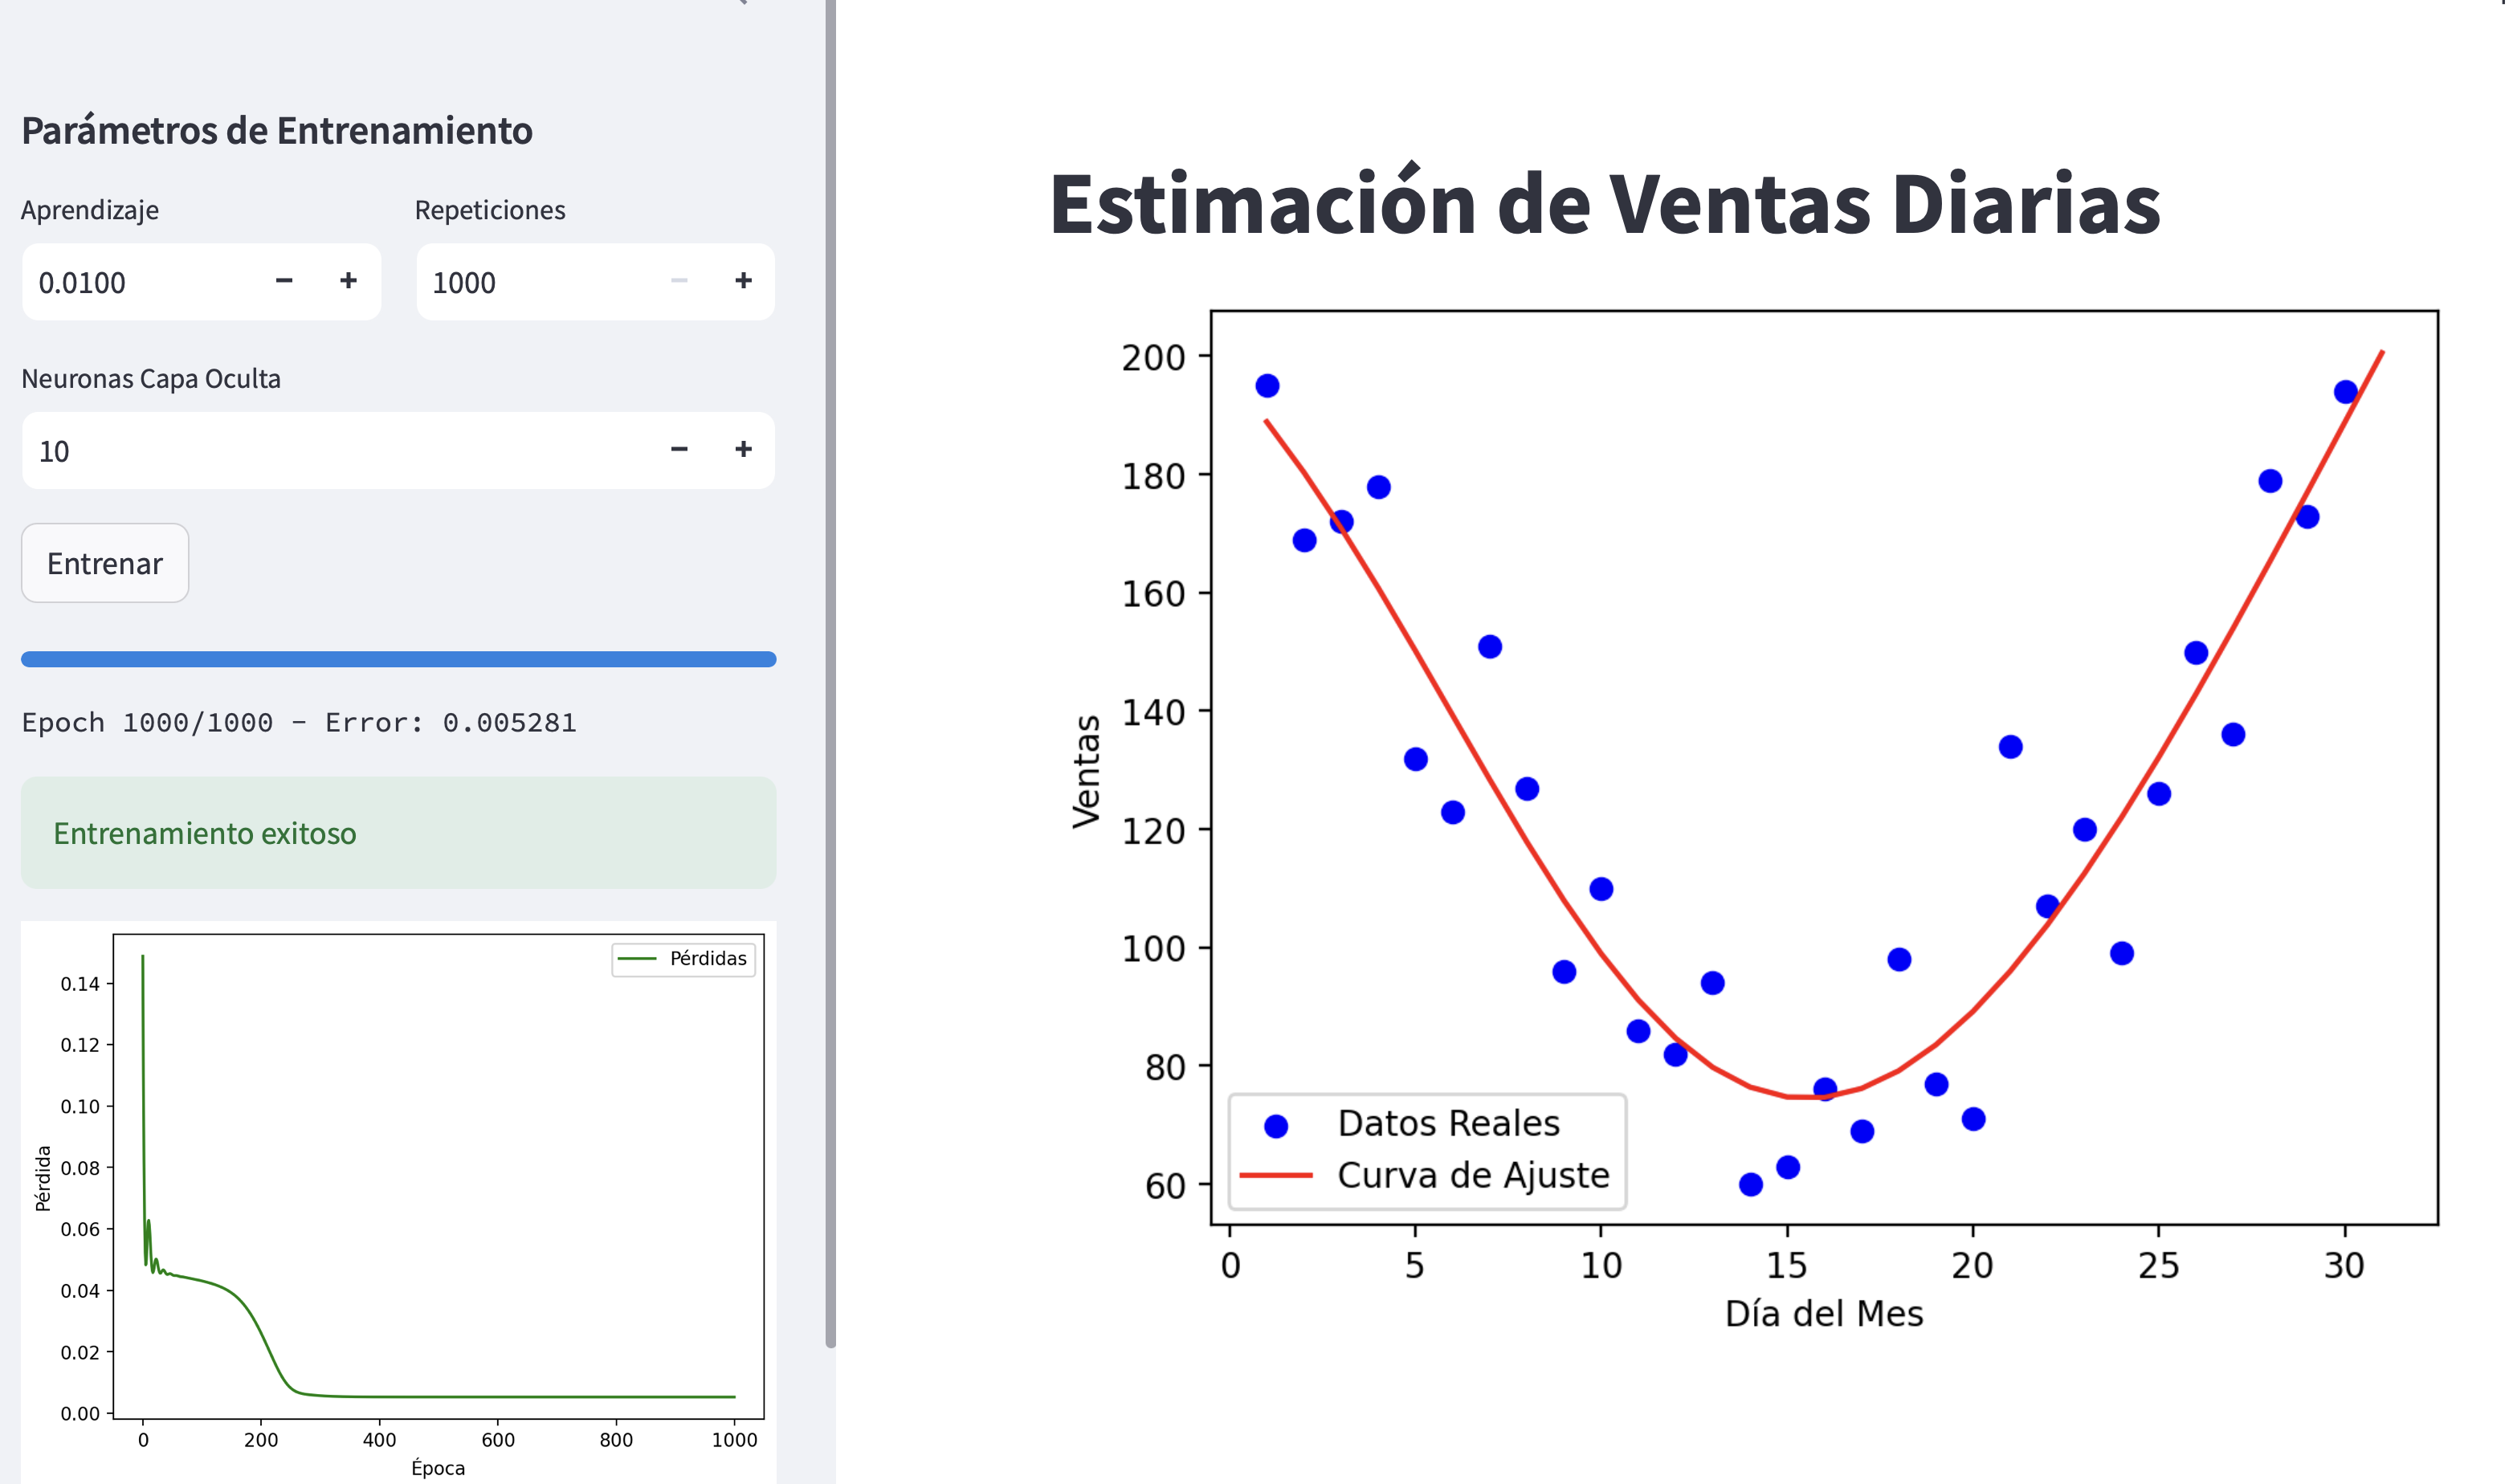 Parámetros de Entrenamiento
Aprendizaje
Repeticiones
0.0100 − +
1000 − +
Neuronas Capa Oculta
10 − +
Entrenar
Epoch 1000/1000 - Error: 0.005281
Entrenamiento exitoso
Pérdidas
0.14
0.12
0.10
0.08
0.06
0.04
0.02
0.00
Pérdida
0 200 400 600 800 1000
Época
Estimación de Ventas Diarias
200
180
160
140
120
100
80
60
Ventas
Datos Reales
Curva de Ajuste
0 5 10 15 20 25 30
Día del Mes